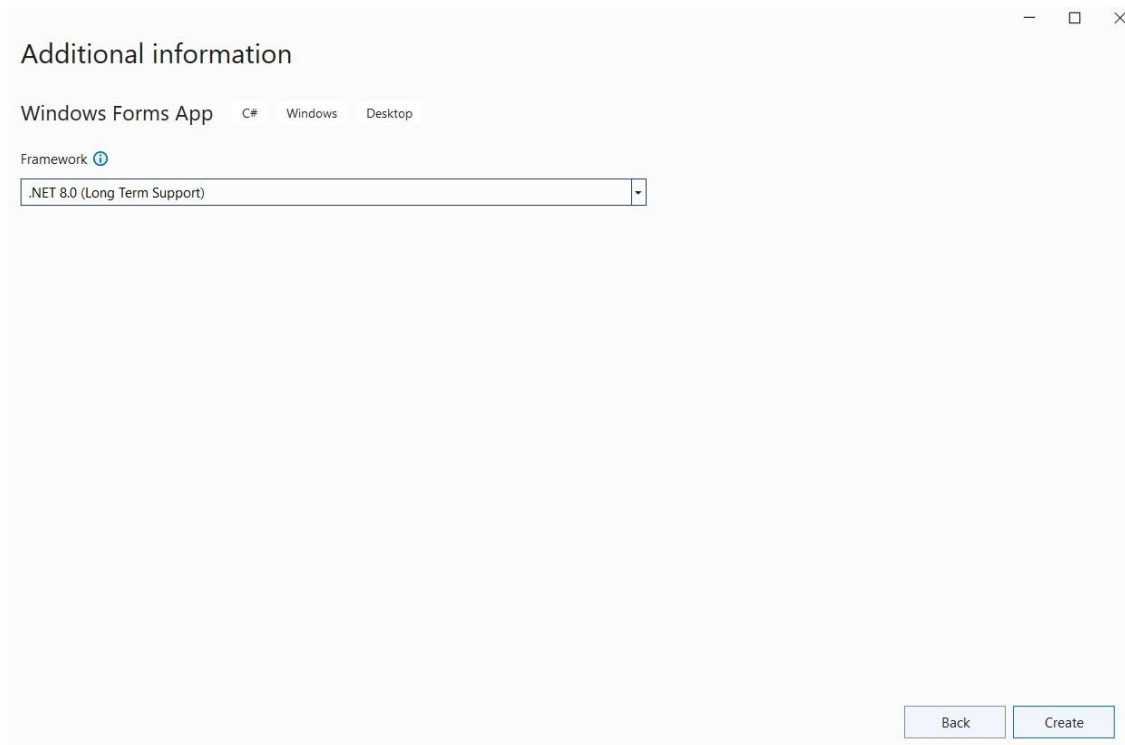 Additional information
Windows Forms App C# Windows Desktop
Framework
.NET 8.0 (Long Term Support)
Back Create